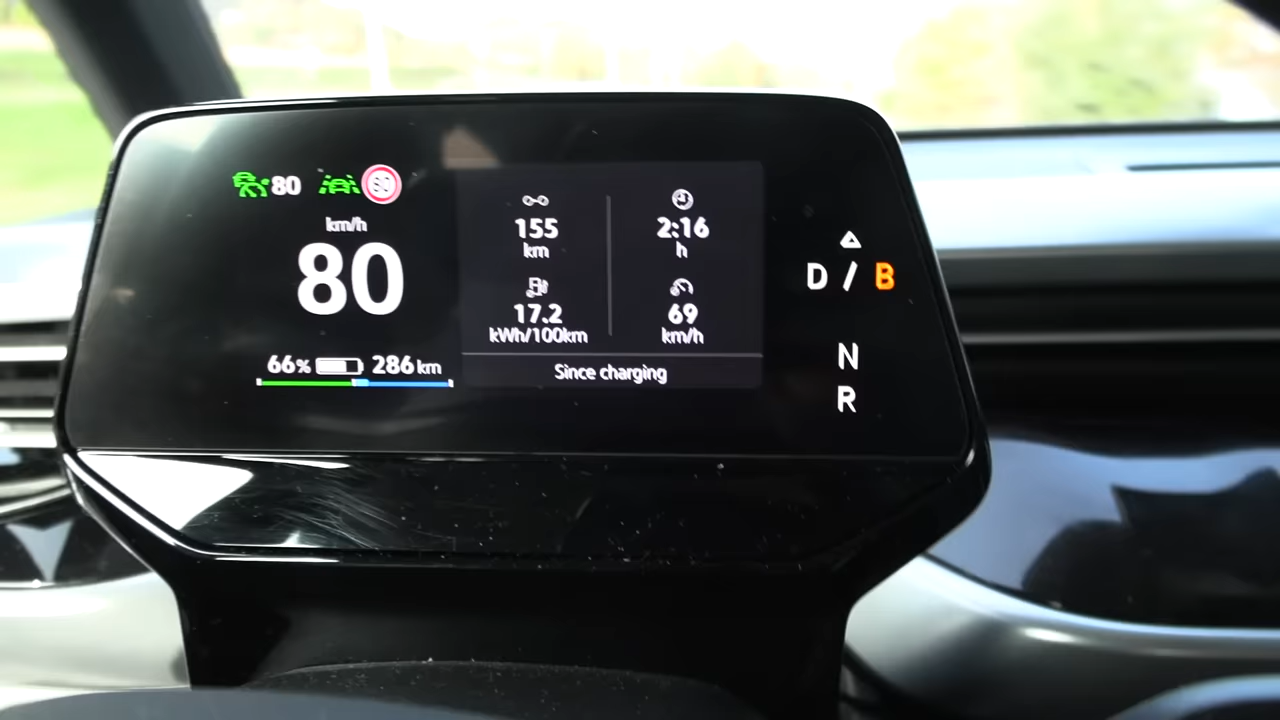 80
km/h
80
66% 286 km
155
km
2:16
h
17.2
kWh/100km
69
km/h
Since charging
D / B
N
R